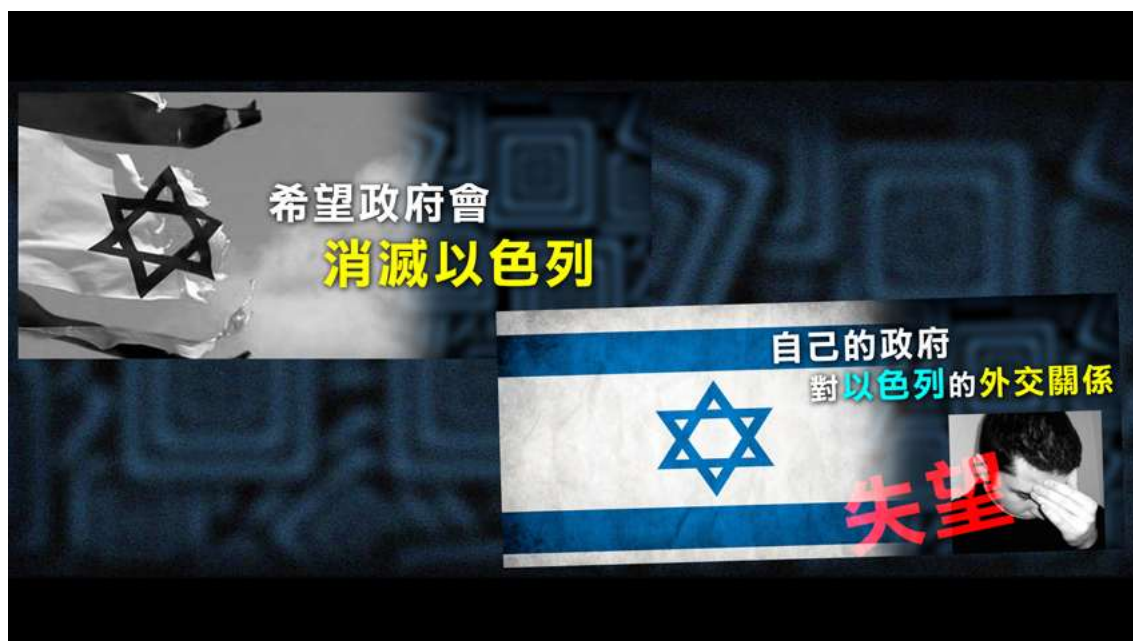 希望政府會
消滅以色列
自己的政府
對以色列的外交關係
失望